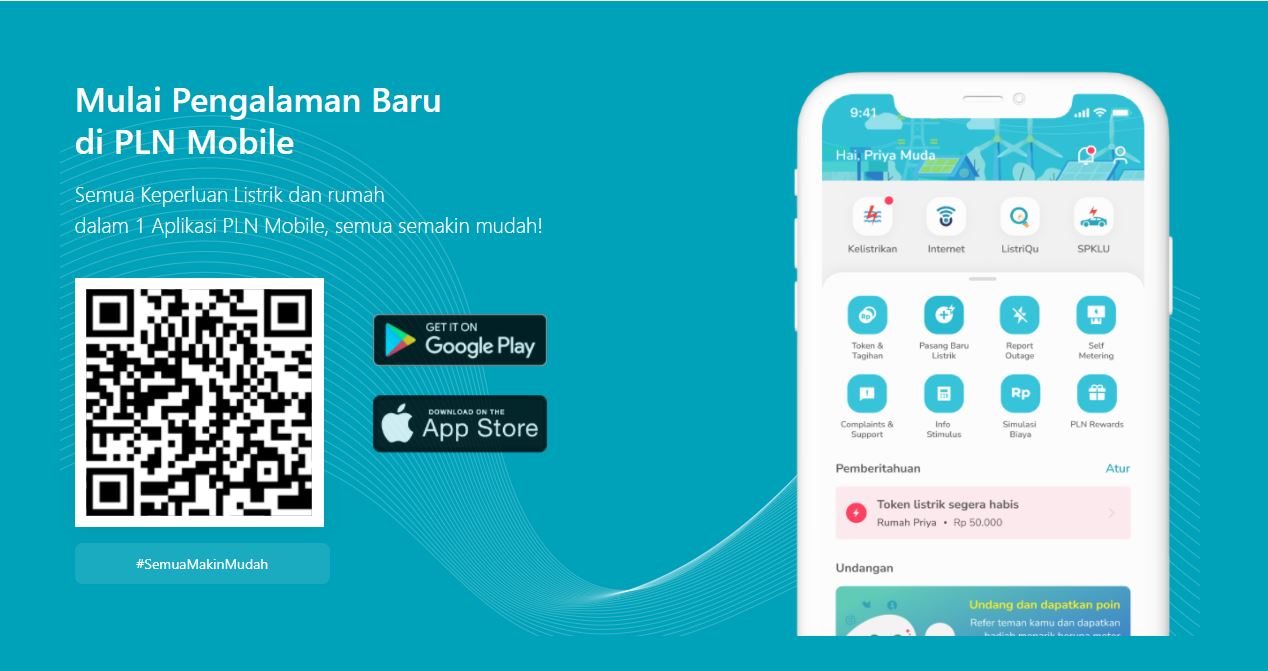 Mulai Pengalaman Baru
di PLN Mobile
Semua Keperluan Listrik dan rumah
dalam 1 Aplikasi PLN Mobile, semua semakin mudah!
GET IT ON
Google Play
DOWNLOAD ON THE
App Store
#SemuaMakinMudah
9:41
Hai, Priya Muda
Kelistrikan Internet ListriQu SPKLU
Token & Pasang Baru Report Self
Tagihan Listrik Outage Metering
Rp
Complaints & Info Simulasi PLN Rewards
Support Stimulus Biaya
Pemberitahuan Atur
Token listrik segera habis
Rumah Priya • Rp 50.000
Undangan
Undang dan dapatkan poin
Refer teman kamu dan dapatkan
hadiah menarik berupa meter